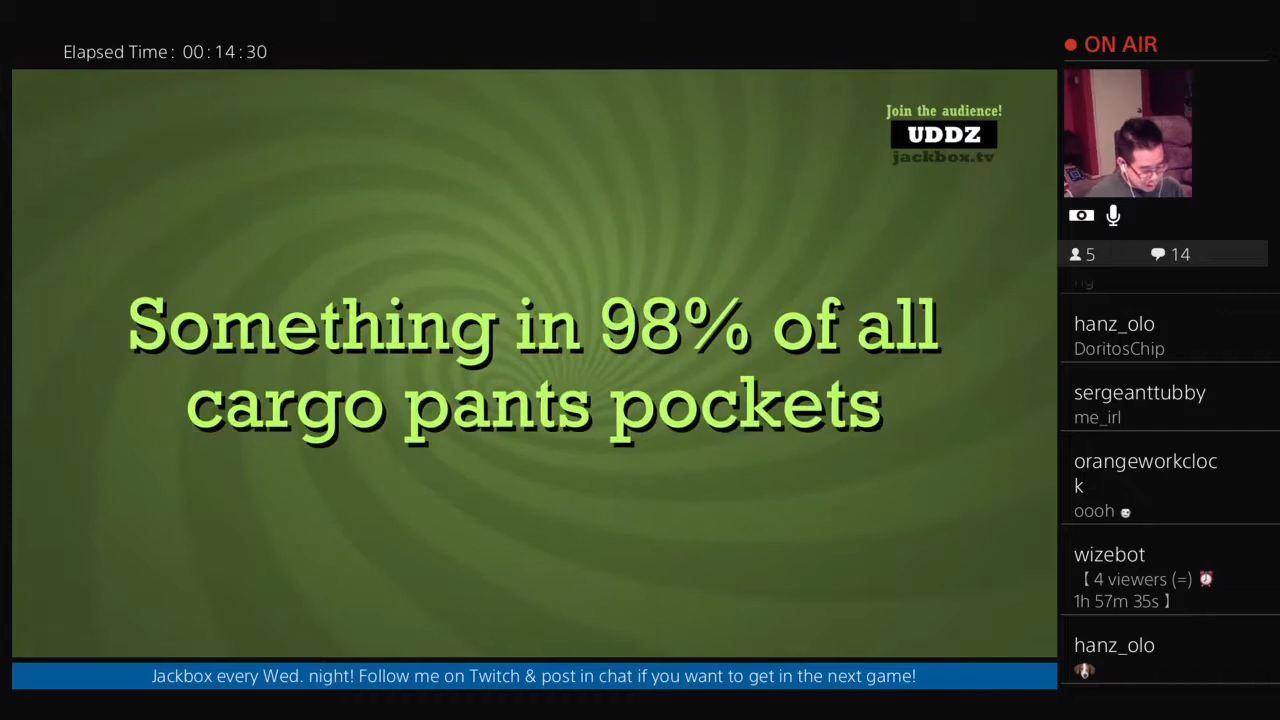 Elapsed Time: 00:14:30
ON AIR
Join the audience!
UDDZ
jackbox.tv
Something in 98% of all
cargo pants pockets
5
14
hanz_olo
DoritosChip
sergeanttubby
me_irl
orangeworkcloc
k
oooh
wizebot
【 4 viewers (=) ⏰
1h 57m 35s 】
hanz_olo
Jackbox every Wed. night! Follow me on Twitch & post in chat if you want to get in the next game!